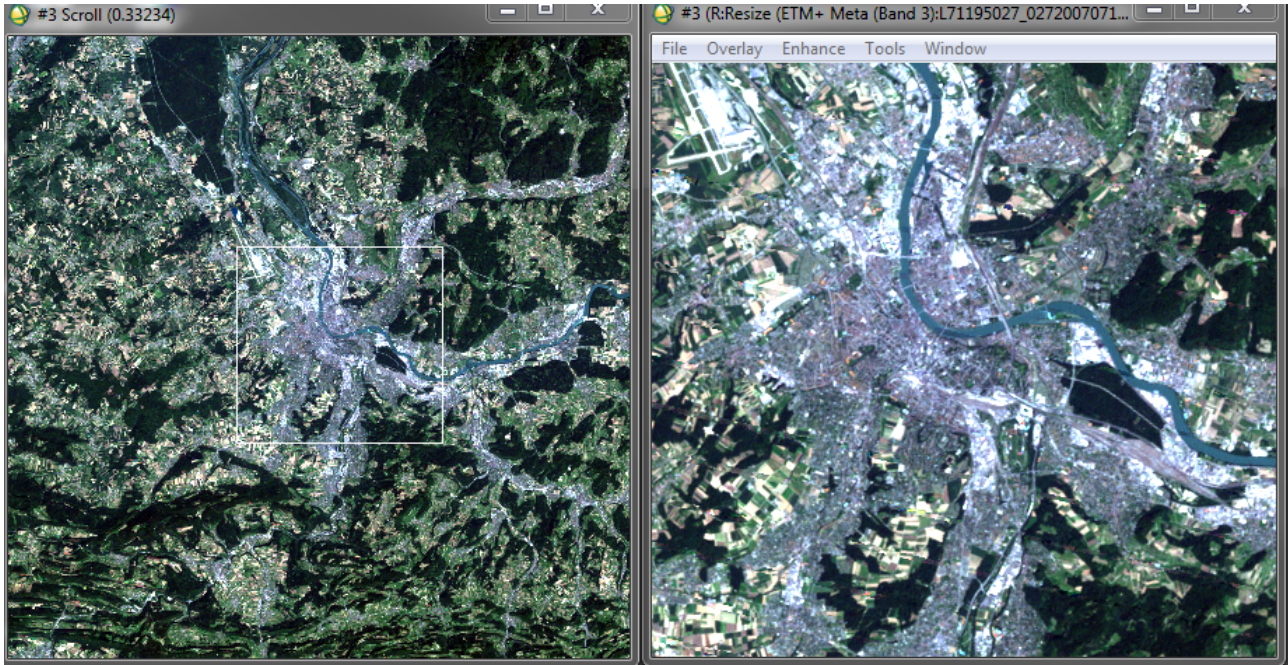 #3 Scroll (0.33234)
#3 (R:Resize (ETM+ Meta (Band 3):L71195027_0272007071...
File Overlay Enhance Tools Window